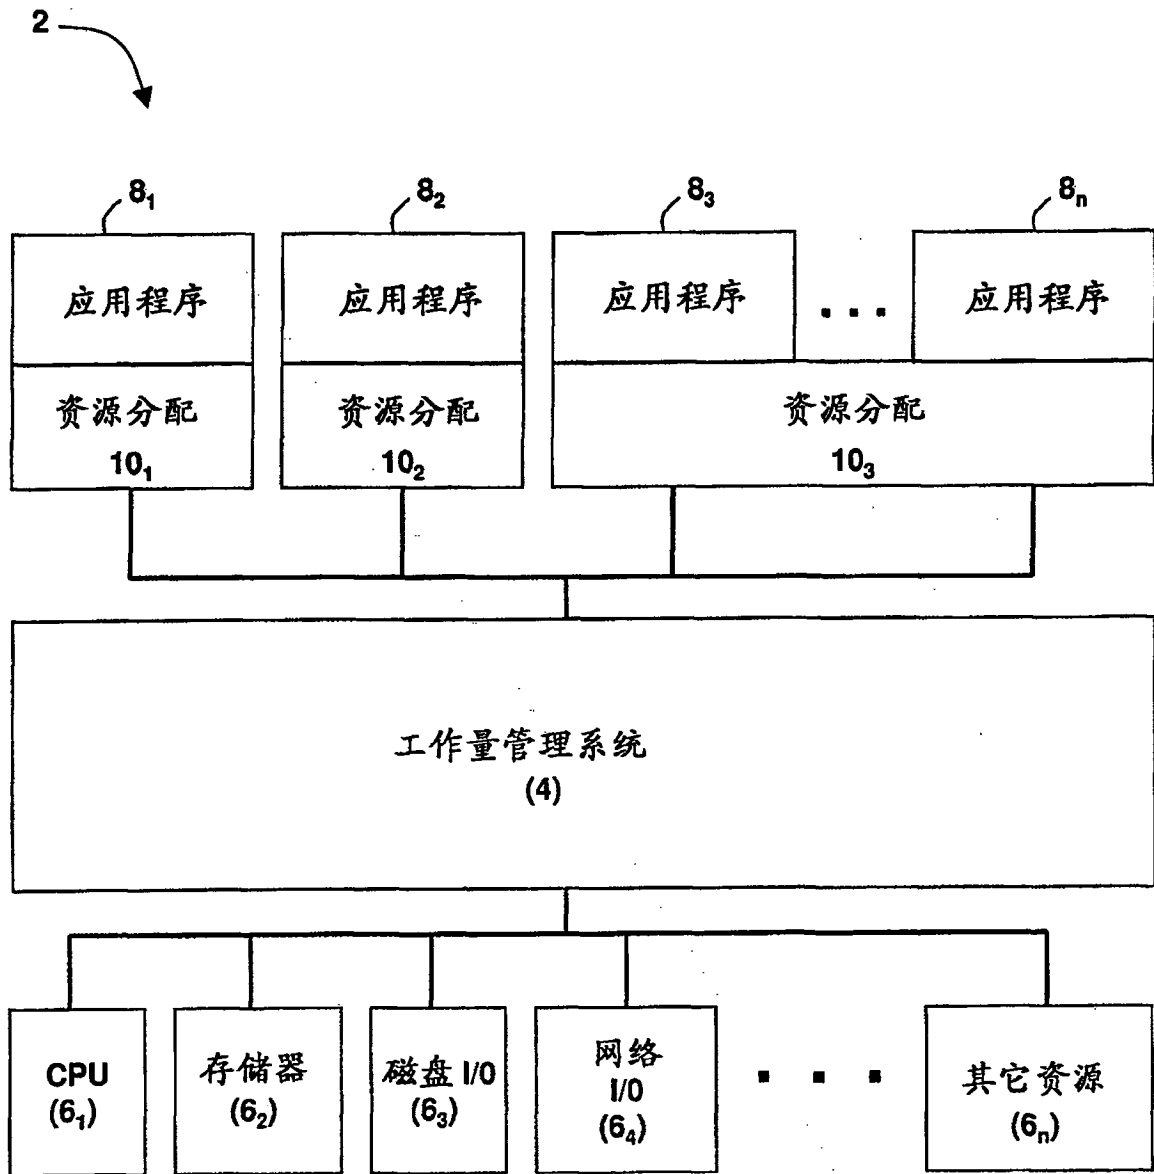 2
8₁ 8₂ 8₃ 8ₙ
应用程序 应用程序 应用程序 ... 应用程序
资源分配 资源分配 资源分配
10₁ 10₂ 10₃
工作量管理系统
(4)
CPU
(6₁)
存储器
(6₂)
磁盘 I/0
(6₃)
网络
I/0
(6₄)
. . .
其它资源
(6ₙ)